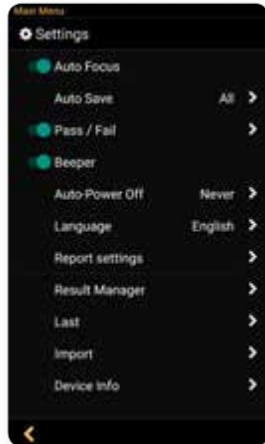 Main Menu
Settings
Auto Focus
Auto Save All
Pass / Fail
Beeper
Auto-Power Off Never
Language English
Report settings
Result Manager
Last
Import
Device Info